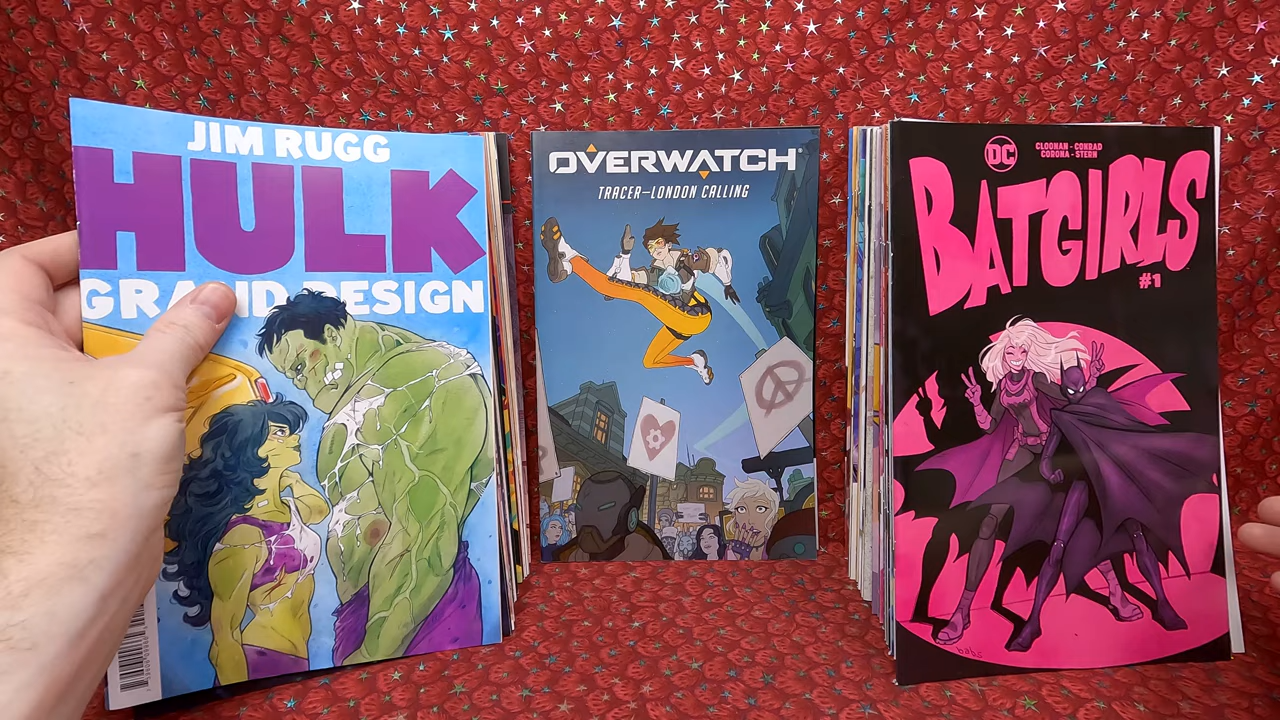 JIM RUGG
HULK
GRAND DESIGN
OVERWATCH
TRACER–LONDON CALLING
DC
CLOONAN - CONRAD
CORONA - STERN
BATGIRLS
#1
babs